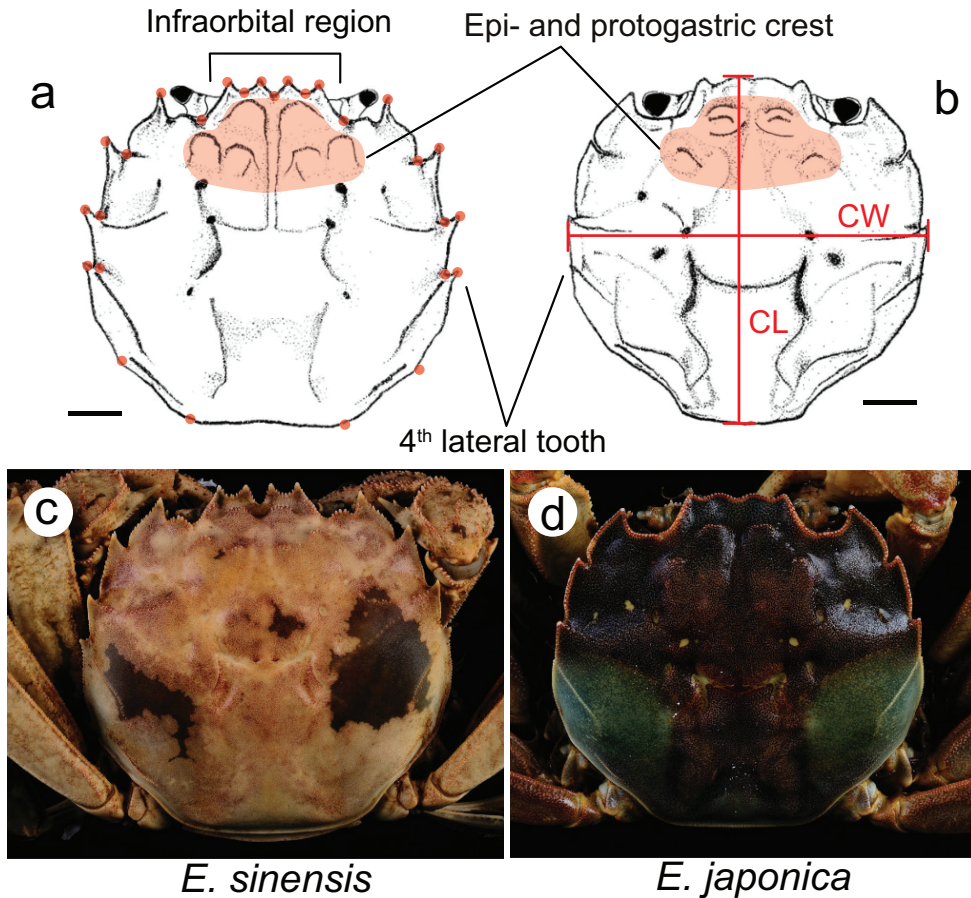 Infraorbital region
Epi- and protogastric crest
a
b
CW
CL
4th lateral tooth
c
d
E. sinensis
E. japonica